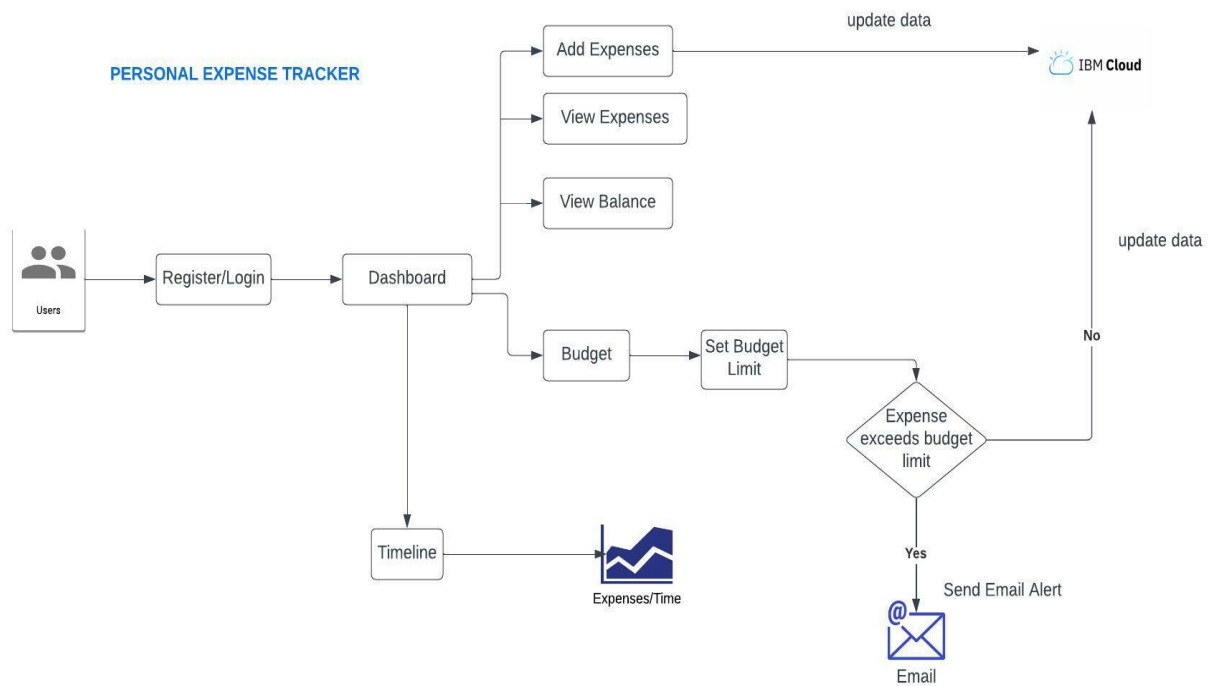 update data
Add Expenses
IBM Cloud
PERSONAL EXPENSE TRACKER
View Expenses
View Balance
update data
Users
Register/Login
Dashboard
Budget
Set Budget
Limit
No
Expense
exceeds budget
limit
Timeline
Expenses/Time
Yes
Send Email Alert
@
Email